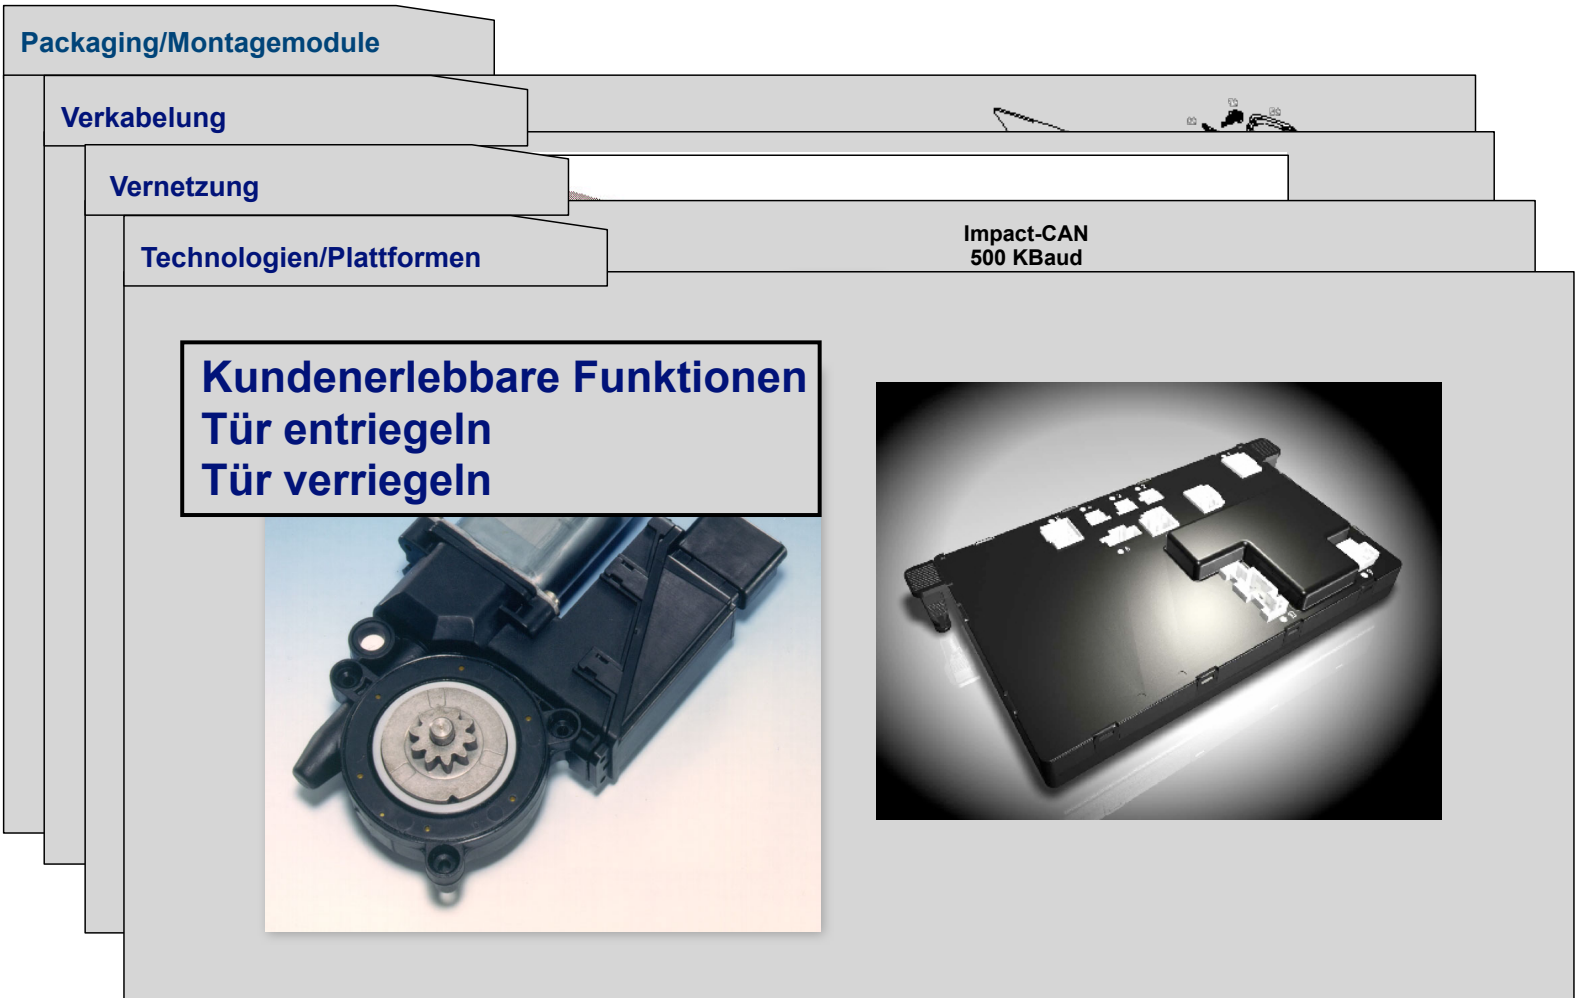 Packaging/Montagemodule
Verkabelung
Vernetzung
Impact-CAN
500 KBaud
Technologien/Plattformen
Kundenerlebbare Funktionen
Tür entriegeln
Tür verriegeln